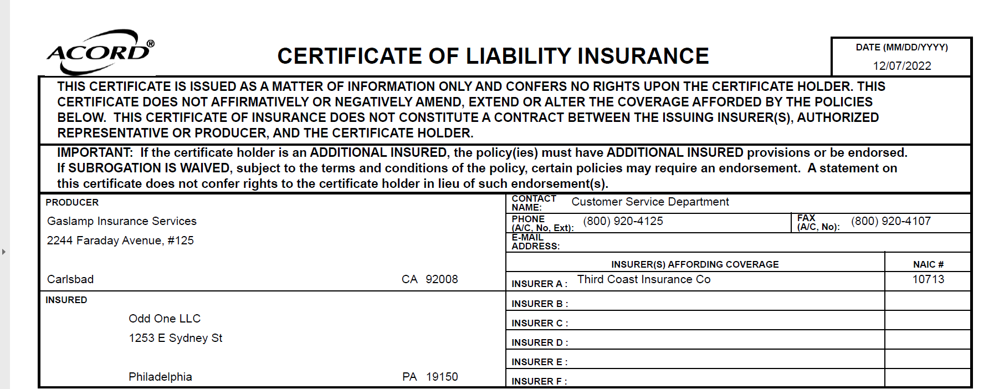 ACORD®
CERTIFICATE OF LIABILITY INSURANCE
DATE (MM/DD/YYYY)
12/07/2022
THIS CERTIFICATE IS ISSUED AS A MATTER OF INFORMATION ONLY AND CONFERS NO RIGHTS UPON THE CERTIFICATE HOLDER. THIS
CERTIFICATE DOES NOT AFFIRMATIVELY OR NEGATIVELY AMEND, EXTEND OR ALTER THE COVERAGE AFFORDED BY THE POLICIES
BELOW. THIS CERTIFICATE OF INSURANCE DOES NOT CONSTITUTE A CONTRACT BETWEEN THE ISSUING INSURER(S), AUTHORIZED
REPRESENTATIVE OR PRODUCER, AND THE CERTIFICATE HOLDER.
IMPORTANT: If the certificate holder is an ADDITIONAL INSURED, the policy(ies) must have ADDITIONAL INSURED provisions or be endorsed.
If SUBROGATION IS WAIVED, subject to the terms and conditions of the policy, certain policies may require an endorsement. A statement on
this certificate does not confer rights to the certificate holder in lieu of such endorsement(s).
PRODUCER
Gaslamp Insurance Services
2244 Faraday Avenue, #125
Carlsbad CA 92008
CONTACT
NAME: Customer Service Department
PHONE
(A/C, No, Ext): (800) 920-4125
FAX
(A/C, No): (800) 920-4107
E-MAIL
ADDRESS:
INSURER(S) AFFORDING COVERAGE NAIC #
INSURER A : Third Coast Insurance Co 10713
INSURED
Odd One LLC
1253 E Sydney St
Philadelphia PA 19150
INSURER B :
INSURER C :
INSURER D :
INSURER E :
INSURER F :